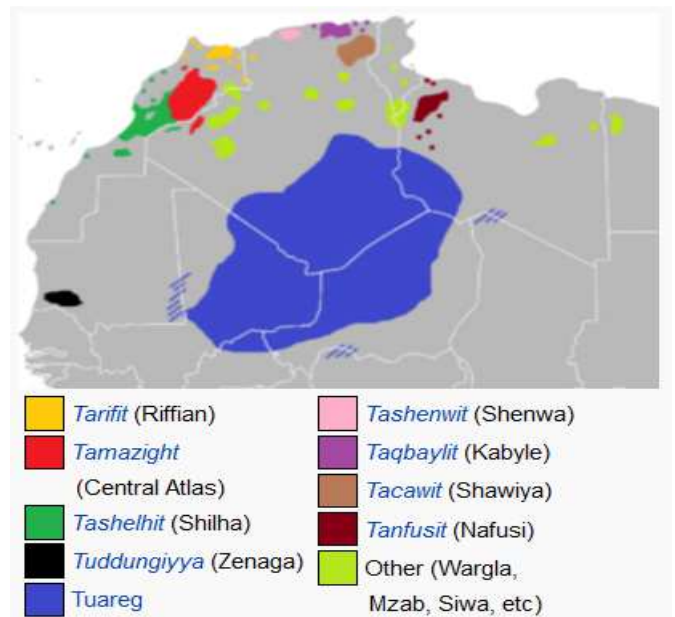 Tarifit (Riffian)
Tamazight
(Central Atlas)
Tashelhit (Shilha)
Tuddungiyya (Zenaga)
Tuareg
Tashenwit (Shenwa)
Taqbaylit (Kabyle)
Tacawit (Shawiya)
Tanfusit (Nafusi)
Other (Wargla,
Mzab, Siwa, etc)